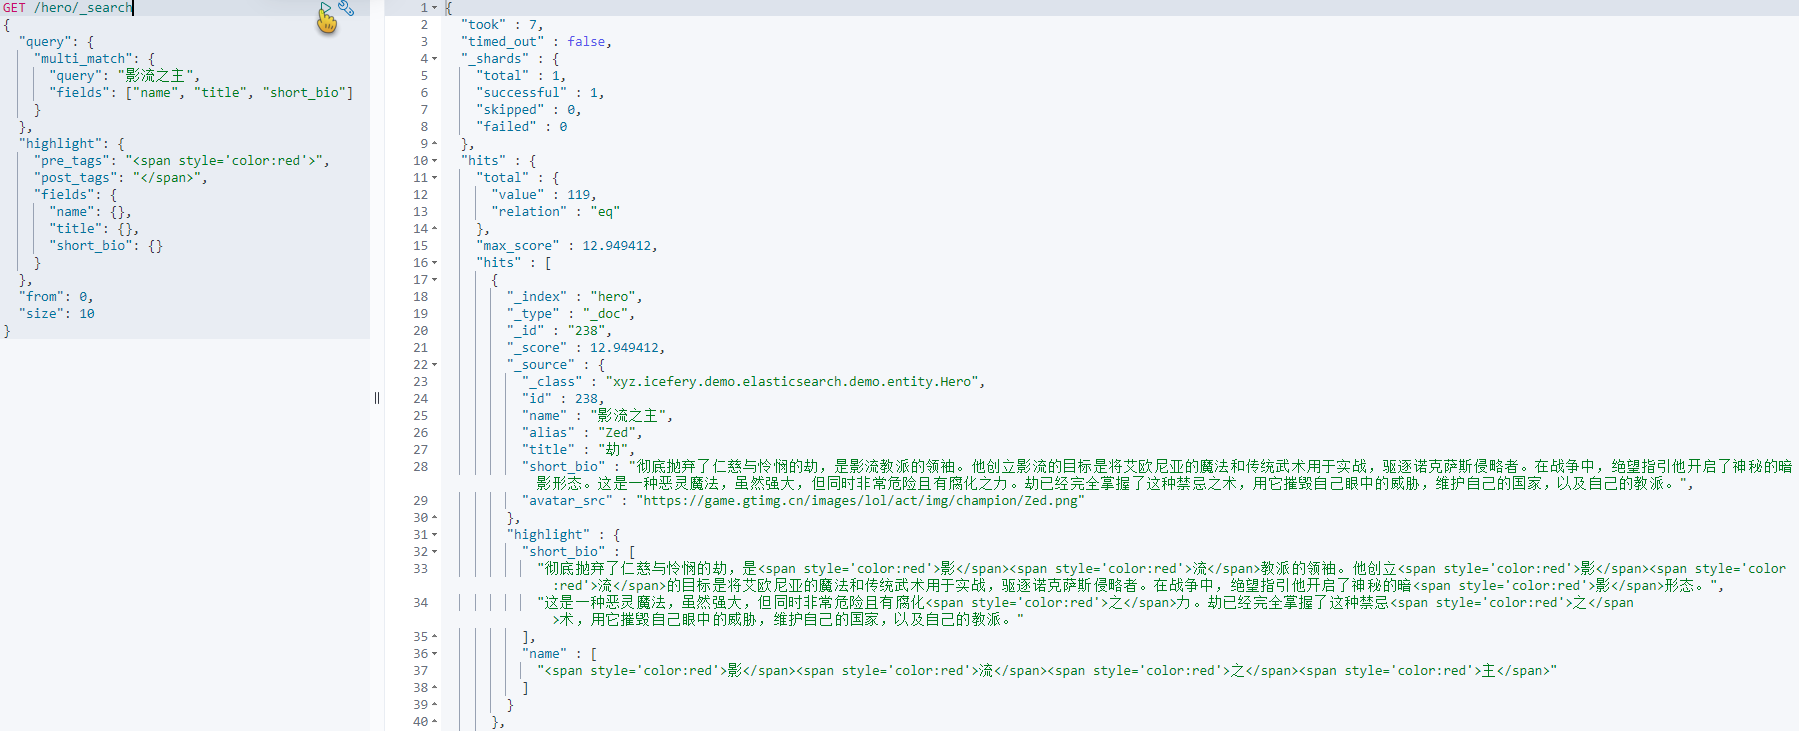 GET /hero/_search
{
  "query": {
    "multi_match": {
      "query": "影流之主",
      "fields": ["name", "title", "short_bio"]
    }
  },
  "highlight": {
    "pre_tags": "<span style='color:red'>",
    "post_tags": "</span>",
    "fields": {
      "name": {},
      "title": {},
      "short_bio": {}
    }
  },
  "from": 0,
  "size": 10
}
1 {
2   "took" : 7,
3   "timed_out" : false,
4   "_shards" : {
5     "total" : 1,
6     "successful" : 1,
7     "skipped" : 0,
8     "failed" : 0
9   },
10   "hits" : {
11     "total" : {
12       "value" : 119,
13       "relation" : "eq"
14     },
15     "max_score" : 12.949412,
16     "hits" : [
17       {
18         "_index" : "hero",
19         "_type" : "_doc",
20         "_id" : "238",
21         "_score" : 12.949412,
22         "_source" : {
23           "_class" : "xyz.icefery.demo.elasticsearch.demo.entity.Hero",
24           "id" : 238,
25           "name" : "影流之主",
26           "alias" : "Zed",
27           "title" : "劫",
28           "short_bio" : "彻底抛弃了仁慈与怜悯的劫，是影流教派的领袖。他创立影流的目标是将艾欧尼亚的魔法和传统武术用于实战，驱逐诺克萨斯侵略者。在战争中，绝望指引他开启了神秘的暗
影形态。这是一种恶灵魔法，虽然强大，但同时非常危险且有腐化之力。劫已经完全掌握了这种禁忌之术，用它摧毁自己眼中的威胁，维护自己的国家，以及自己的教派。",
29           "avatar_src" : "https://game.gtimg.cn/images/lol/act/img/champion/Zed.png"
30         },
31         "highlight" : {
32           "short_bio" : [
33             "彻底抛弃了仁慈与怜悯的劫，是<span style='color:red'>影</span><span style='color:red'>流</span>教派的领袖。他创立<span style='color:red'>影</span><span style='color
:red'>流</span>的目标是将艾欧尼亚的魔法和传统武术用于实战，驱逐诺克萨斯侵略者。在战争中，绝望指引他开启了神秘的暗<span style='color:red'>影</span>形态。",
34             "这是一种恶灵魔法，虽然强大，但同时非常危险且有腐化<span style='color:red'>之</span>力。劫已经完全掌握了这种禁忌<span style='color:red'>之</span
>术，用它摧毁自己眼中的威胁，维护自己的国家，以及自己的教派。"
35           ],
36           "name" : [
37             "<span style='color:red'>影</span><span style='color:red'>流</span><span style='color:red'>之</span><span style='color:red'>主</span>"
38           ]
39         }
40       },